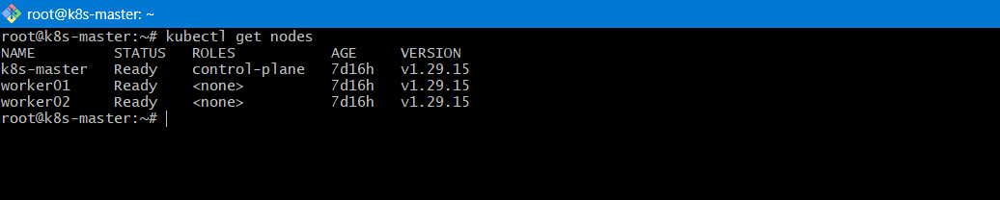 root@k8s-master: ~
root@k8s-master:~# kubectl get nodes
NAME         STATUS   ROLES           AGE     VERSION
k8s-master   Ready    control-plane   7d16h   v1.29.15
worker01     Ready    <none>          7d16h   v1.29.15
worker02     Ready    <none>          7d16h   v1.29.15
root@k8s-master:~#